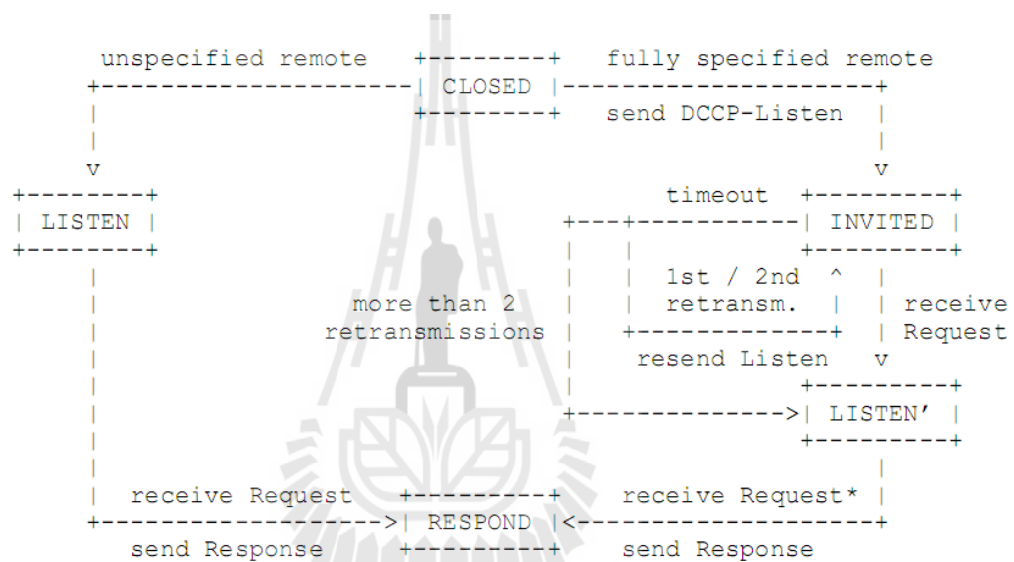 unspecified remote +--------+ fully specified remote
+---------------------| CLOSED |---------------------+
| +--------+ send DCCP-Listen |
| |
v v
+--------+ timeout +---------+
| LISTEN | +---+-----------| INVITED |
+--------+ | | +---------+
| | | 1st / 2nd ^ |
| more than 2 | | retransm. | | receive
| retransmissions | +-------------+ | Request
| | resend Listen v
| | +---------+
| +-------------->| LISTEN’ |
| +---------+
| |
| receive Request +---------+ receive Request* |
+------------------->| RESPOND |<--------------------+
send Response +---------+ send Response